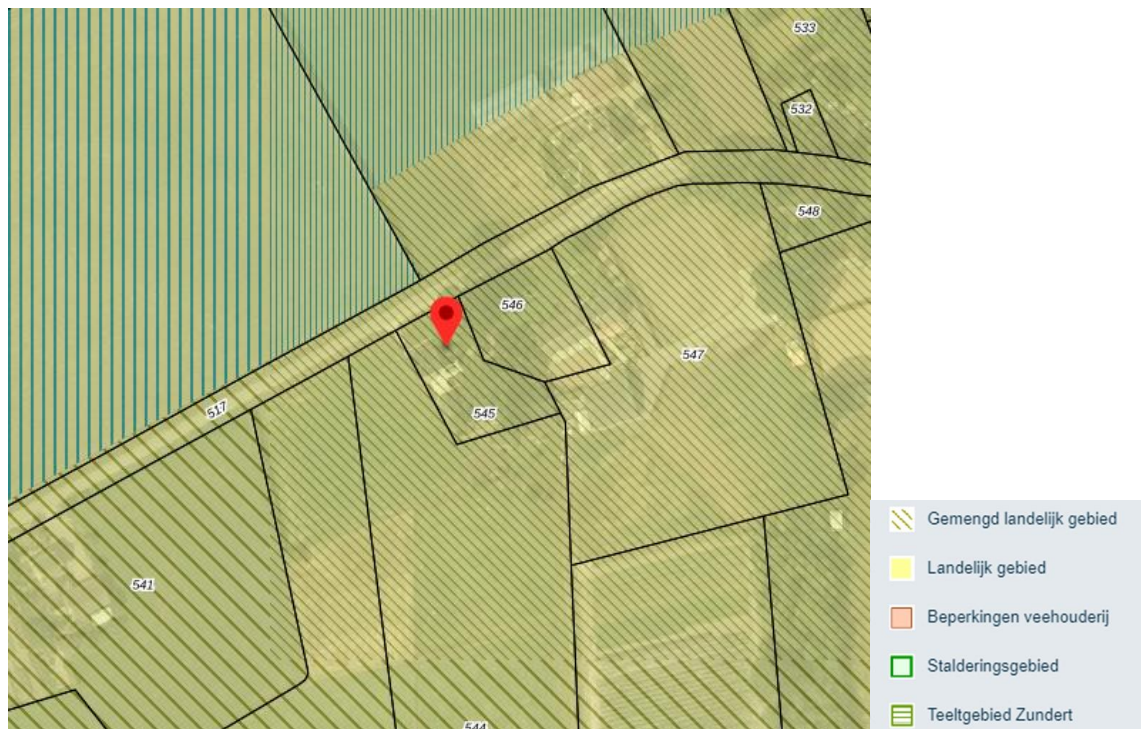 533
532
548
546
547
517
545
541
544
Gemengd landelijk gebied
Landelijk gebied
Beperkingen veehouderij
Stalderingsgebied
Teeltgebied Zundert